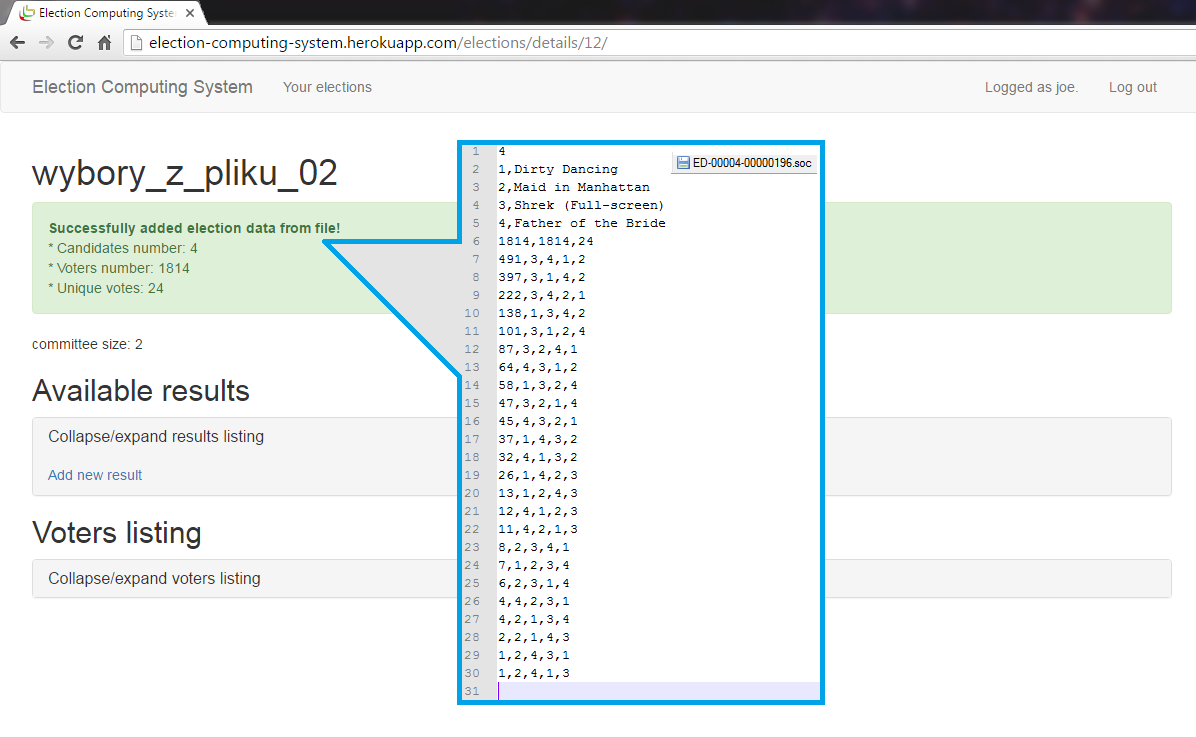 Election Computing Syste
election-computing-system.herokuapp.com/elections/details/12/
Election Computing System Your elections Logged as joe. Log out
wybory_z_pliku_02
Successfully added election data from file!
* Candidates number: 4
* Voters number: 1814
* Unique votes: 24
committee size: 2
Available results
Collapse/expand results listing
Add new result
Voters listing
Collapse/expand voters listing
ED-00004-00000196.soc
1 4
2 1,Dirty Dancing
3 2,Maid in Manhattan
4 3,Shrek (Full-screen)
5 4,Father of the Bride
6 1814,1814,24
7 491,3,4,1,2
8 397,3,1,4,2
9 222,3,4,2,1
10 138,1,3,4,2
11 101,3,1,2,4
12 87,3,2,4,1
13 64,4,3,1,2
14 58,1,3,2,4
15 47,3,2,1,4
16 45,4,3,2,1
17 37,1,4,3,2
18 32,4,1,3,2
19 26,1,4,2,3
20 13,1,2,4,3
21 12,4,1,2,3
22 11,4,2,1,3
23 8,2,3,4,1
24 7,1,2,3,4
25 6,2,3,1,4
26 4,4,2,3,1
27 4,2,1,3,4
28 2,2,1,4,3
29 1,2,4,3,1
30 1,2,4,1,3
31